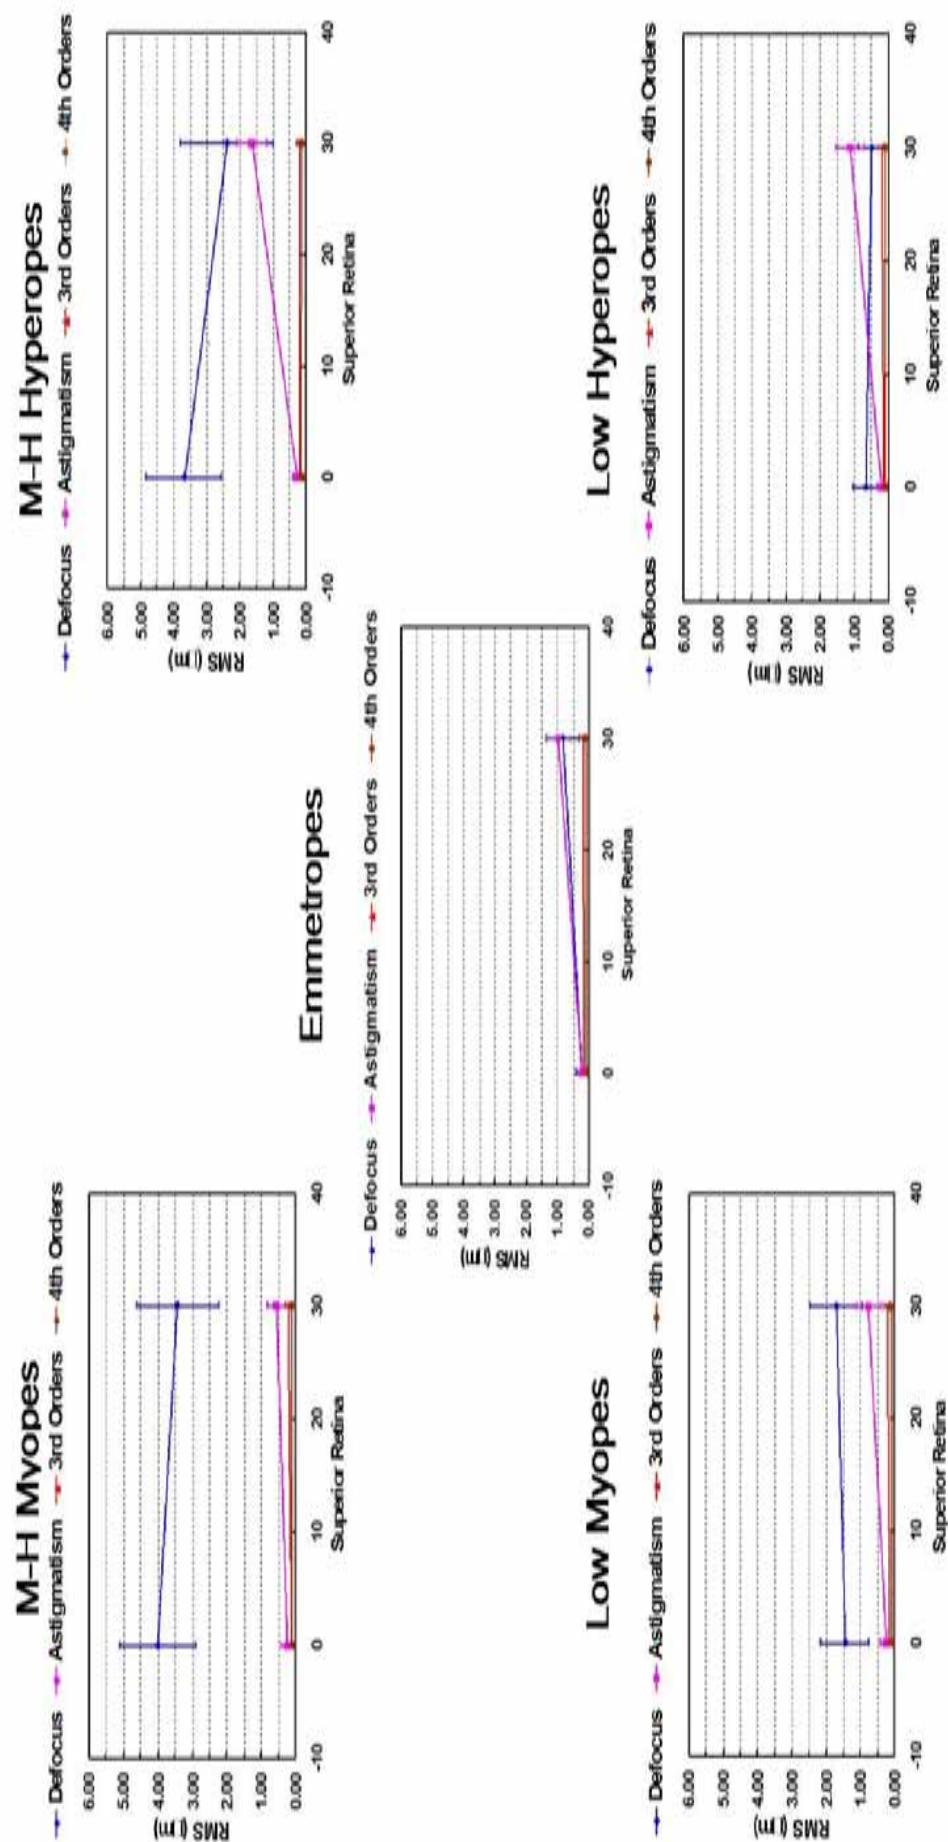 M-H Myopes
Defocus Astigmatism 3rd Orders 4th Orders
RMS (µm)
6.00
5.00
4.00
3.00
2.00
1.00
0.00
-10 0 10 20 30 40
Superior Retina
M-H Hyperopes
Defocus Astigmatism 3rd Orders 4th Orders
RMS (µm)
6.00
5.00
4.00
3.00
2.00
1.00
0.00
-10 0 10 20 30 40
Superior Retina
Emmetropes
Defocus Astigmatism 3rd Orders 4th Orders
RMS (µm)
6.00
5.00
4.00
3.00
2.00
1.00
0.00
-10 0 10 20 30 40
Superior Retina
Low Myopes
Defocus Astigmatism 3rd Orders 4th Orders
RMS (µm)
6.00
5.00
4.00
3.00
2.00
1.00
0.00
-10 0 10 20 30 40
Superior Retina
Low Hyperopes
Defocus Astigmatism 3rd Orders 4th Orders
RMS (µm)
6.00
5.00
4.00
3.00
2.00
1.00
0.00
-10 0 10 20 30 40
Superior Retina